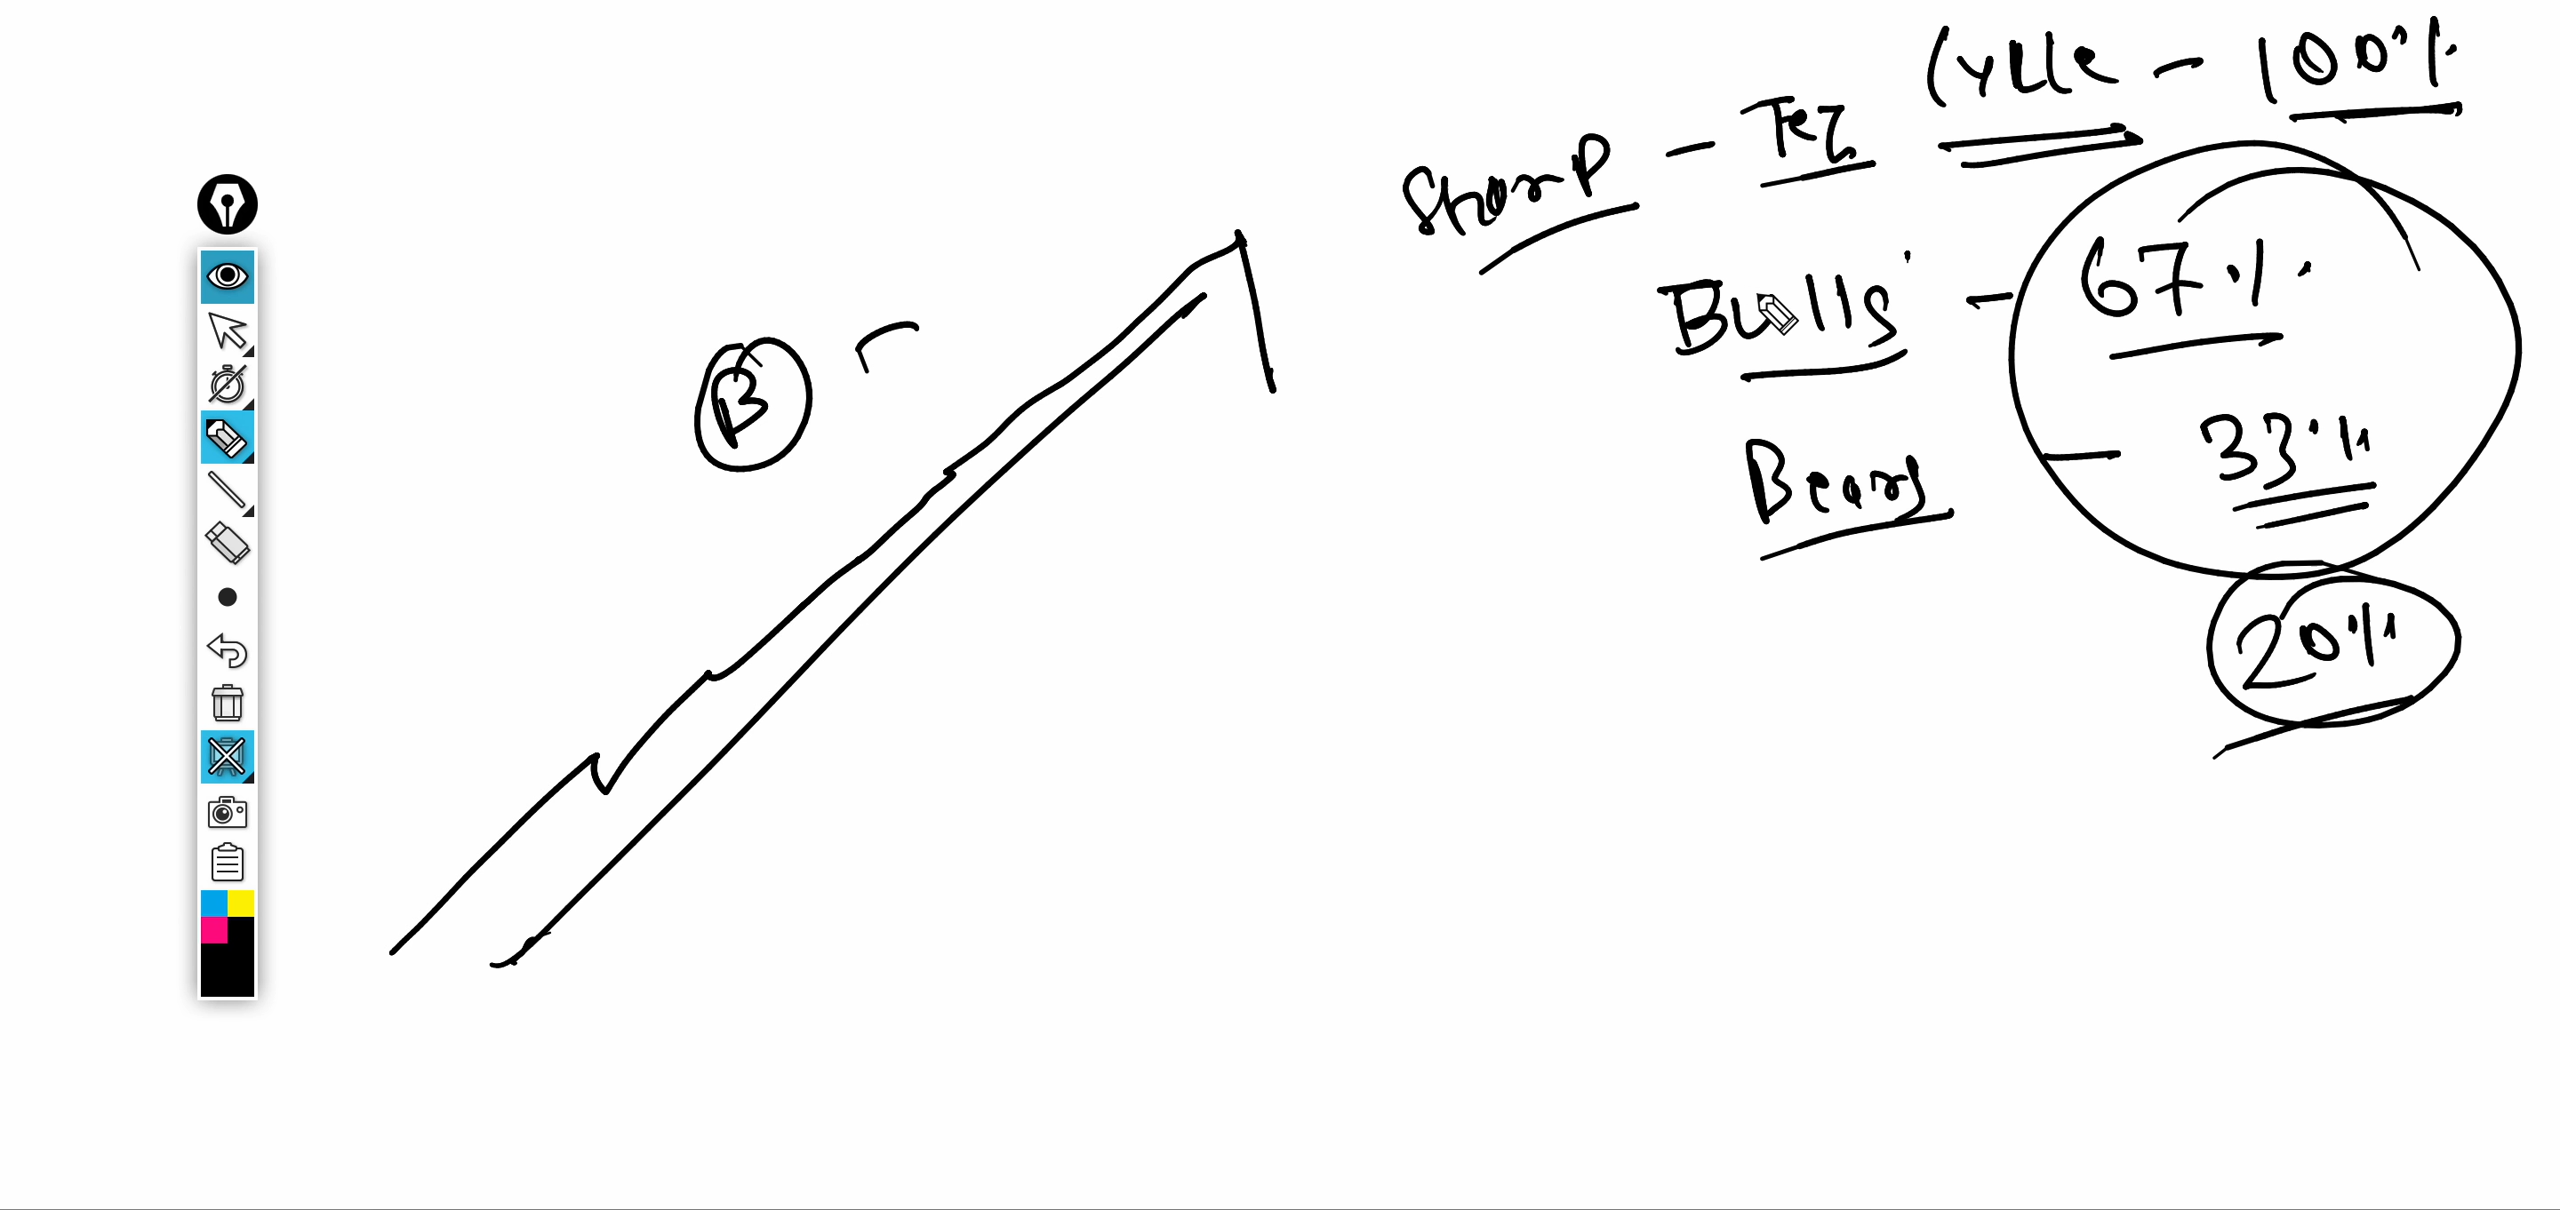 Cycle - 100%
Sharp - Tez
Bulls - 67%
Bears - 33%
20%
B